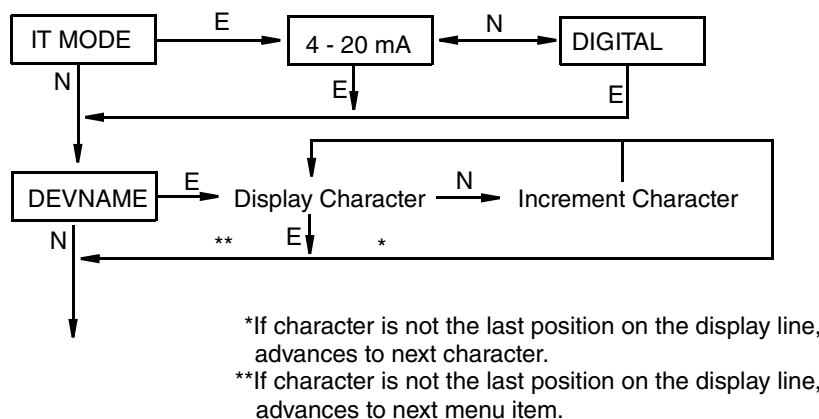 IT MODE E 4 - 20 mA N DIGITAL
N E E
DEVNAME E Display Character N Increment Character
N ** E *
*If character is not the last position on the display line,
advances to next character.
**If character is not the last position on the display line,
advances to next menu item.